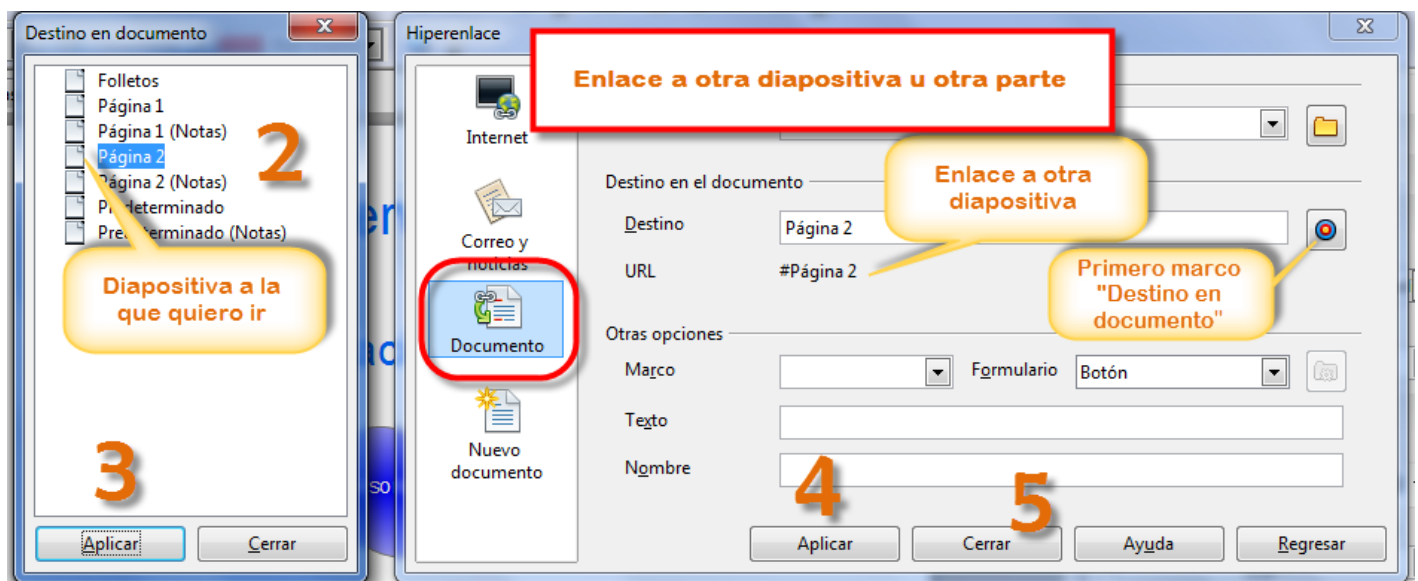 Destino en documento
Folletos
Página 1
Página 1 (Notas)
Página 2
Página 2 (Notas)
Predeterminado
Predeterminado (Notas)
2
Diapositiva a la
que quiero ir
3
Aplicar
Cerrar
Hiperenlace
Enlace a otra diapositiva u otra parte
Internet
Correo y
noticias
Documento
Nuevo
documento
Destino en el documento
Enlace a otra
diapositiva
Destino
Página 2
URL
#Página 2
Primero marco
"Destino en
documento"
Otras opciones
Marco
Formulario
Botón
Texto
Nombre
4
5
Aplicar
Cerrar
Ayuda
Regresar
so